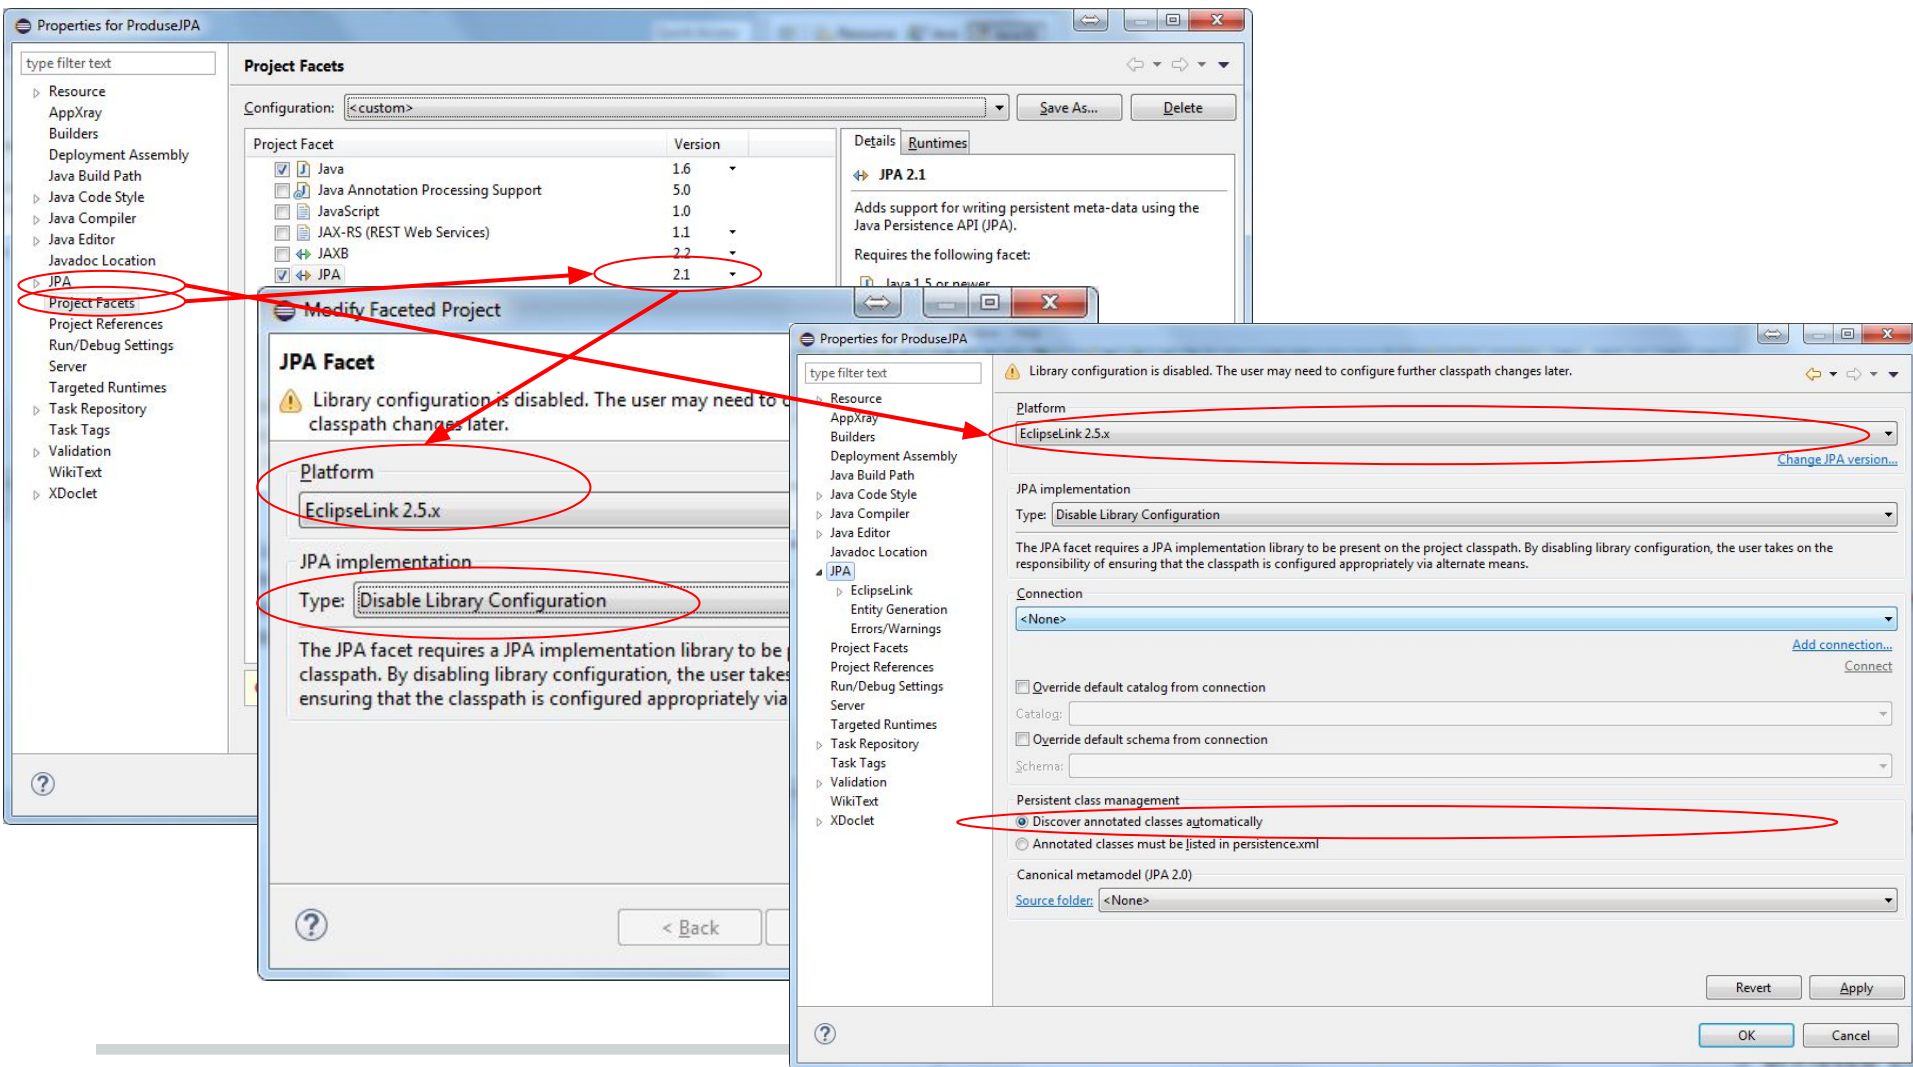 Properties for ProduseJPA
type filter text
Resource
AppXray
Builders
Deployment Assembly
Java Build Path
Java Code Style
Java Compiler
Java Editor
Javadoc Location
JPA
Project Facets
Project References
Run/Debug Settings
Server
Targeted Runtimes
Task Repository
Task Tags
Validation
WikiText
XDoclet
Project Facets
Configuration: <custom>
Save As...
Delete
Project Facet
Version
Java 1.6
Java Annotation Processing Support 5.0
JavaScript 1.0
JAX-RS (REST Web Services) 1.1
JAXB 2.2
JPA 2.1
Details
Runtimes
JPA 2.1
Adds support for writing persistent meta-data using the
Java Persistence API (JPA).
Requires the following facet:
Java 1.5 or newer
Modify Faceted Project
JPA Facet
Library configuration is disabled. The user may need to
classpath changes later.
Platform
EclipseLink 2.5.x
JPA implementation
Type: Disable Library Configuration
The JPA facet requires a JPA implementation library to be
classpath. By disabling library configuration, the user takes
ensuring that the classpath is configured appropriately via
< Back
Properties for ProduseJPA
type filter text
Resource
AppXray
Builders
Deployment Assembly
Java Build Path
Java Code Style
Java Compiler
Java Editor
Javadoc Location
JPA
EclipseLink
Entity Generation
Errors/Warnings
Project Facets
Project References
Run/Debug Settings
Server
Targeted Runtimes
Task Repository
Task Tags
Validation
WikiText
XDoclet
Library configuration is disabled. The user may need to configure further classpath changes later.
Platform
EclipseLink 2.5.x
Change JPA version...
JPA implementation
Type: Disable Library Configuration
The JPA facet requires a JPA implementation library to be present on the project classpath. By disabling library configuration, the user takes on the
responsibility of ensuring that the classpath is configured appropriately via alternate means.
Connection
<None>
Add connection...
Connect
Override default catalog from connection
Catalog:
Override default schema from connection
Schema:
Persistent class management
Discover annotated classes automatically
Annotated classes must be listed in persistence.xml
Canonical metamodel (JPA 2.0)
Source folder: <None>
Revert
Apply
OK
Cancel